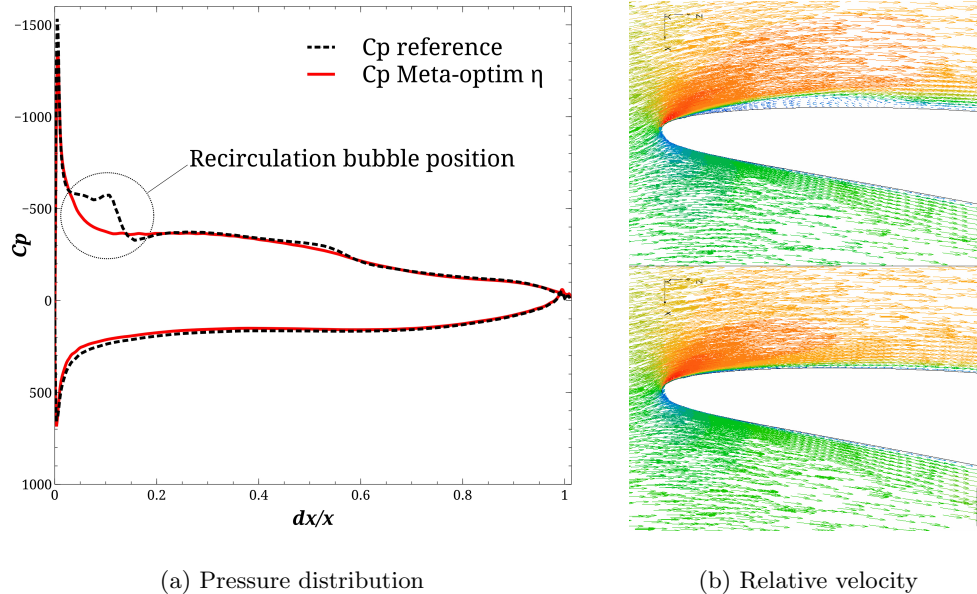 −1500
−1000
−500
0
500
1000
Cp
0
0.2
0.4
0.6
0.8
1
dx/x
Cp reference
Cp Meta-optim η
Recirculation bubble position
(a) Pressure distribution
(b) Relative velocity